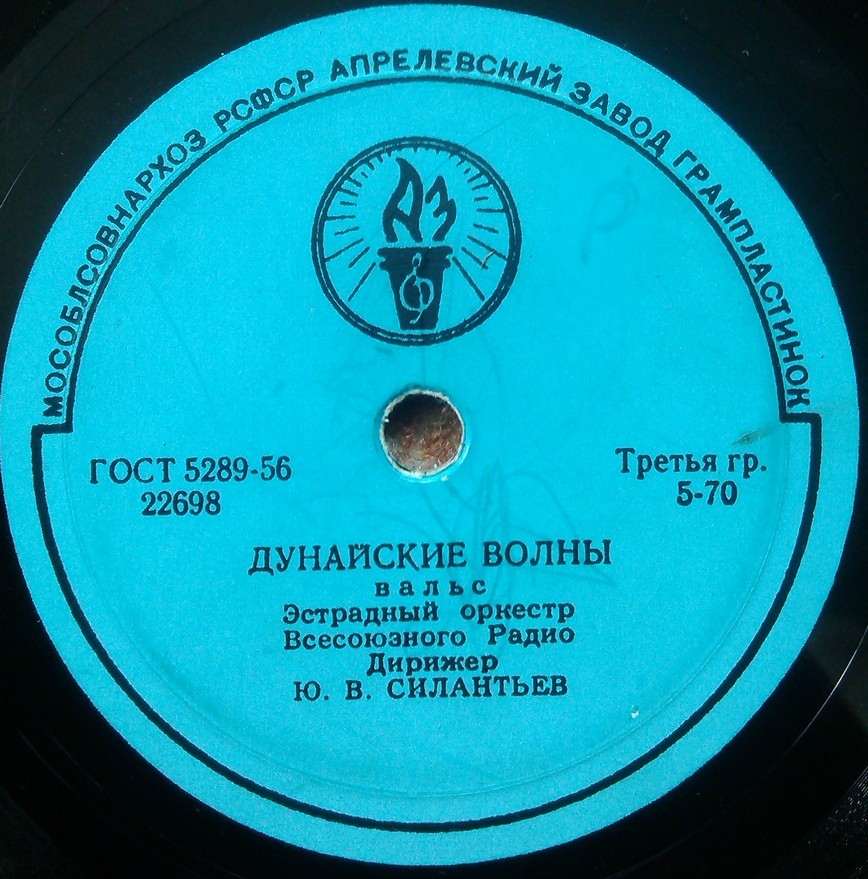 МОСОБЛСОВНАРХОЗ РСФСР АПРЕЛЕВСКИЙ ЗАВОД ГРАМПЛАСТИНОК
АЗ
ГОСТ 5289-56
22698
Третья гр.
5-70
ДУНАЙСКИЕ ВОЛНЫ
вальс
Эстрадный оркестр
Всесоюзного Радио
Дирижер
Ю. В. СИЛАНТЬЕВ